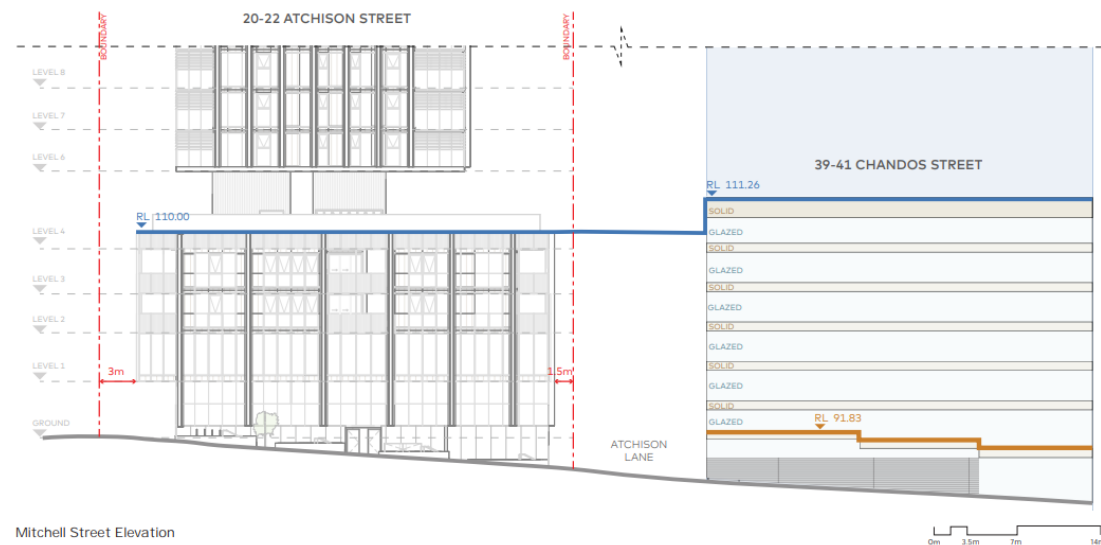 20-22 ATCHISON STREET
BOUNDARY
BOUNDARY
LEVEL 8
LEVEL 7
LEVEL 6
39-41 CHANDOS STREET
RL 111.26
RL 110.00
SOLID
LEVEL 4
GLAZED
SOLID
GLAZED
LEVEL 3
SOLID
GLAZED
LEVEL 2
SOLID
GLAZED
LEVEL 1
3m
1.5m
SOLID
GLAZED
SOLID
RL 91.83
GROUND
GLAZED
ATCHISON
LANE
Mitchell Street Elevation
0m 3.5m 7m 14m